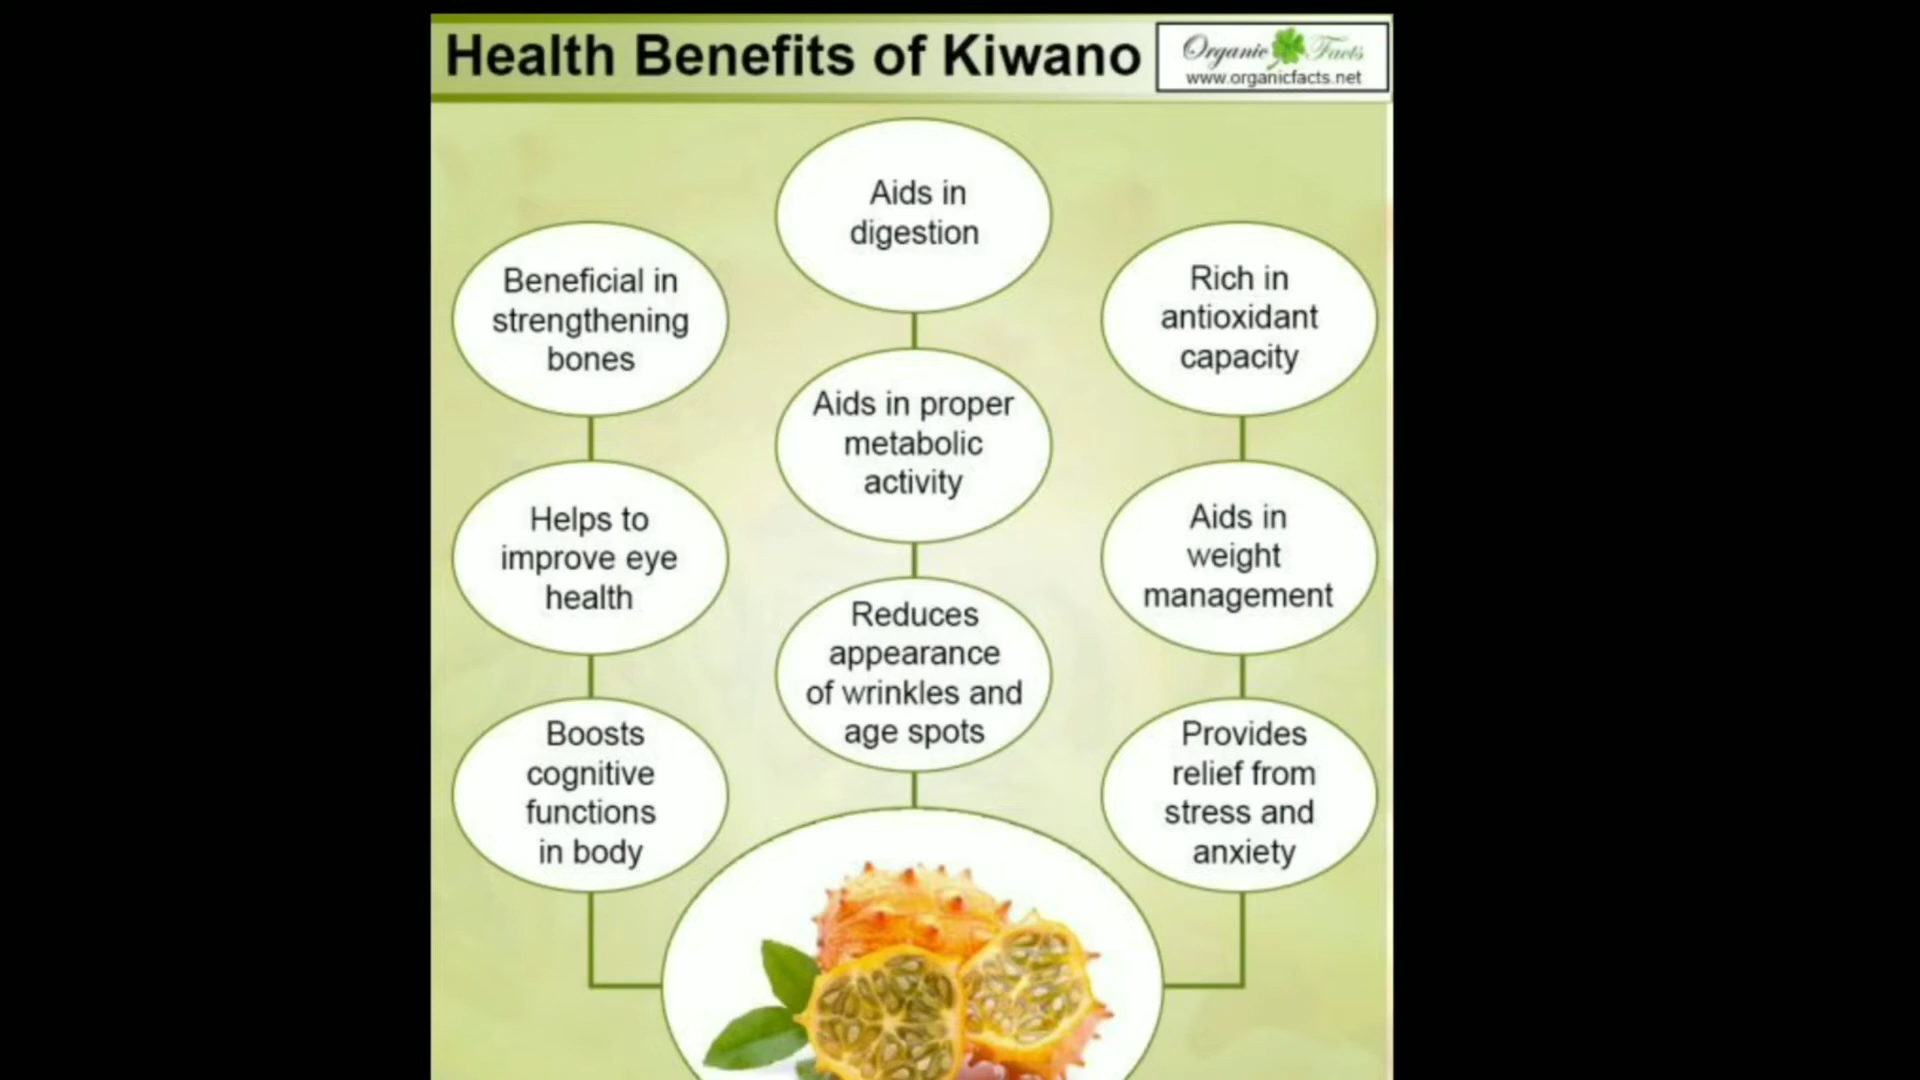 Health Benefits of Kiwano
Organic Facts
www.organicfacts.net
Aids in
digestion
Beneficial in
strengthening
bones
Rich in
antioxidant
capacity
Aids in proper
metabolic
activity
Helps to
improve eye
health
Aids in
weight
management
Reduces
appearance
of wrinkles and
age spots
Boosts
cognitive
functions
in body
Provides
relief from
stress and
anxiety